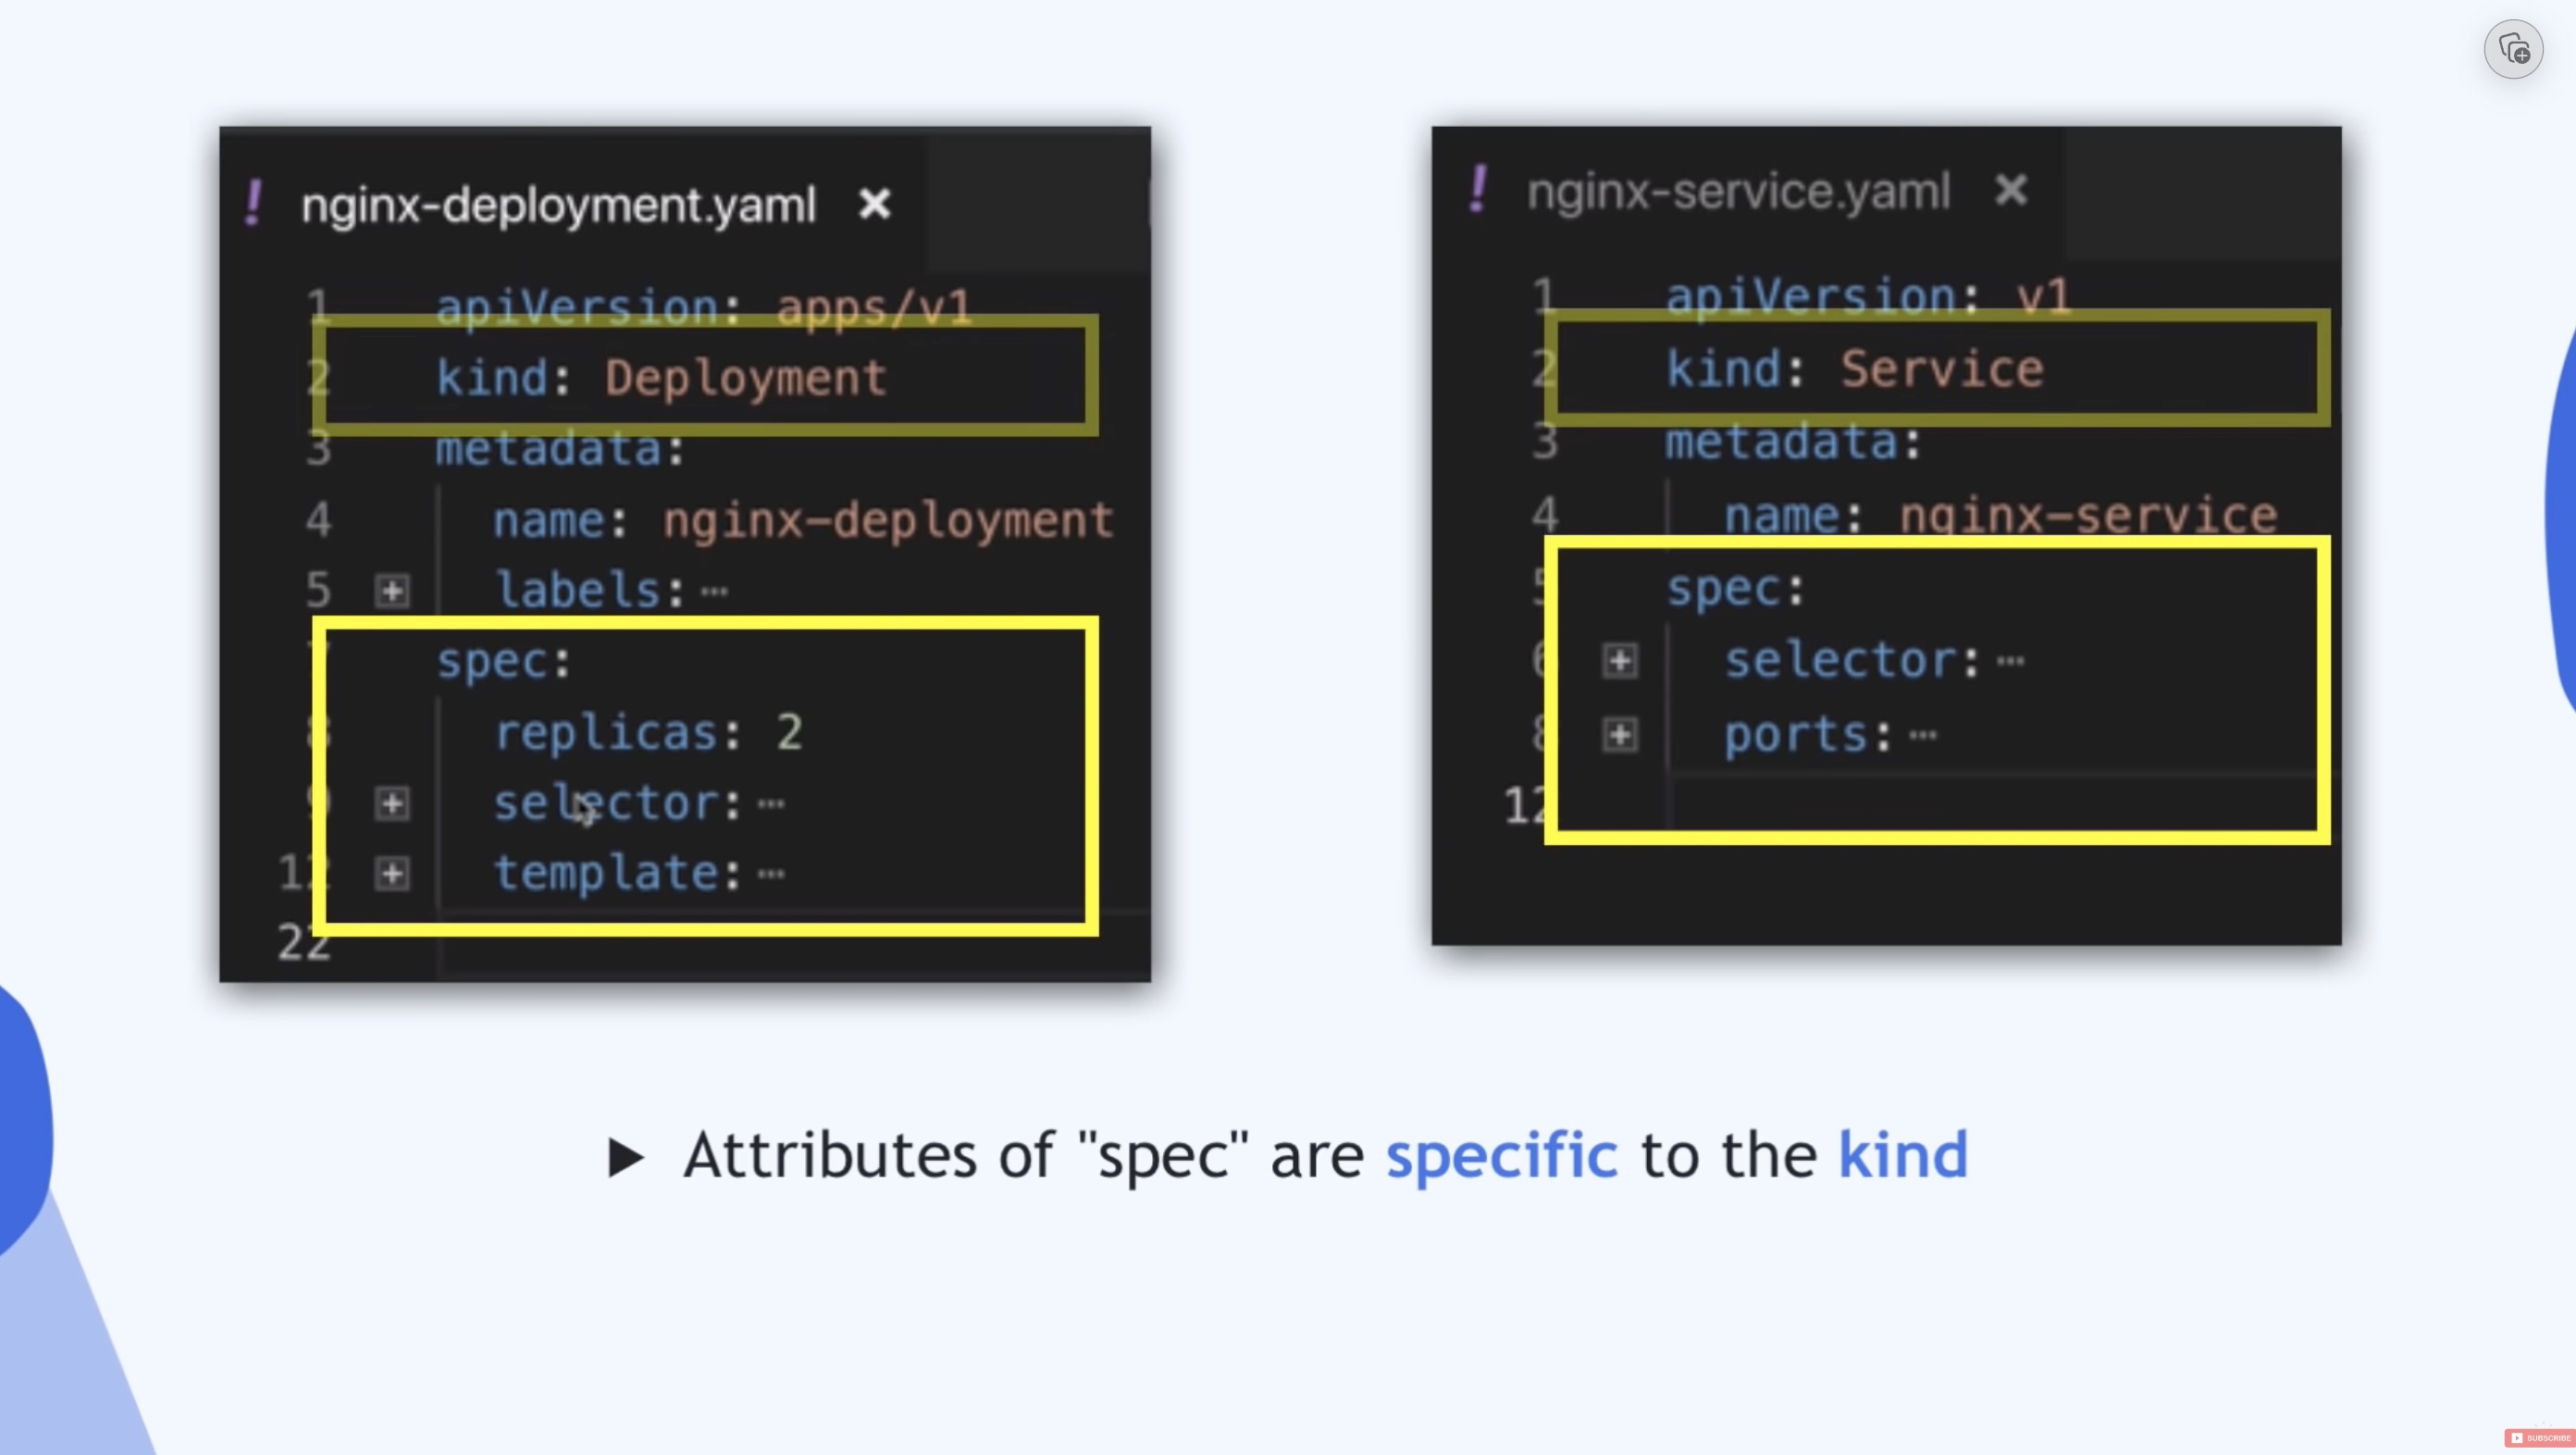 nginx-deployment.yaml
1 apiVersion: apps/v1
2 kind: Deployment
3 metadata:
4 name: nginx-deployment
5 labels:…
7 spec:
8 replicas: 2
9 selector:…
12 template:…
22
nginx-service.yaml
1 apiVersion: v1
2 kind: Service
3 metadata:
4 name: nginx-service
5 spec:
6 selector:…
8 ports:…
12
Attributes of "spec" are specific to the kind
SUBSCRIBE